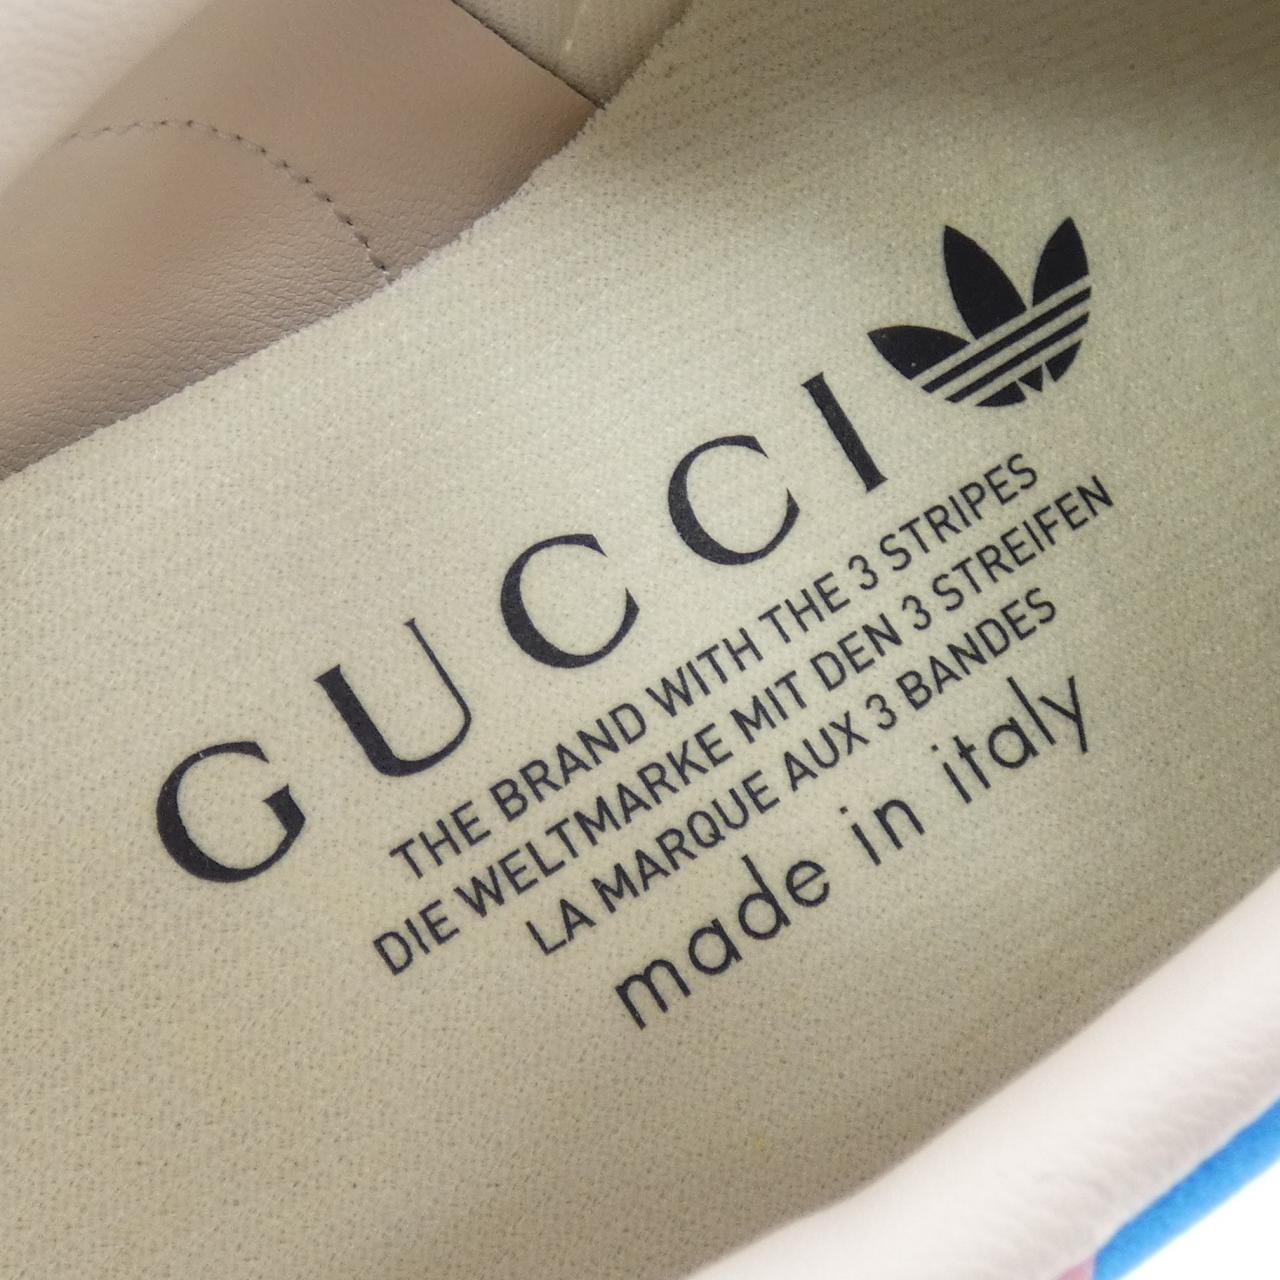 GUCCI
THE BRAND WITH THE 3 STRIPES
DIE WELTMARKE MIT DEN 3 STREIFEN
LA MARQUE AUX 3 BANDES
made in italy